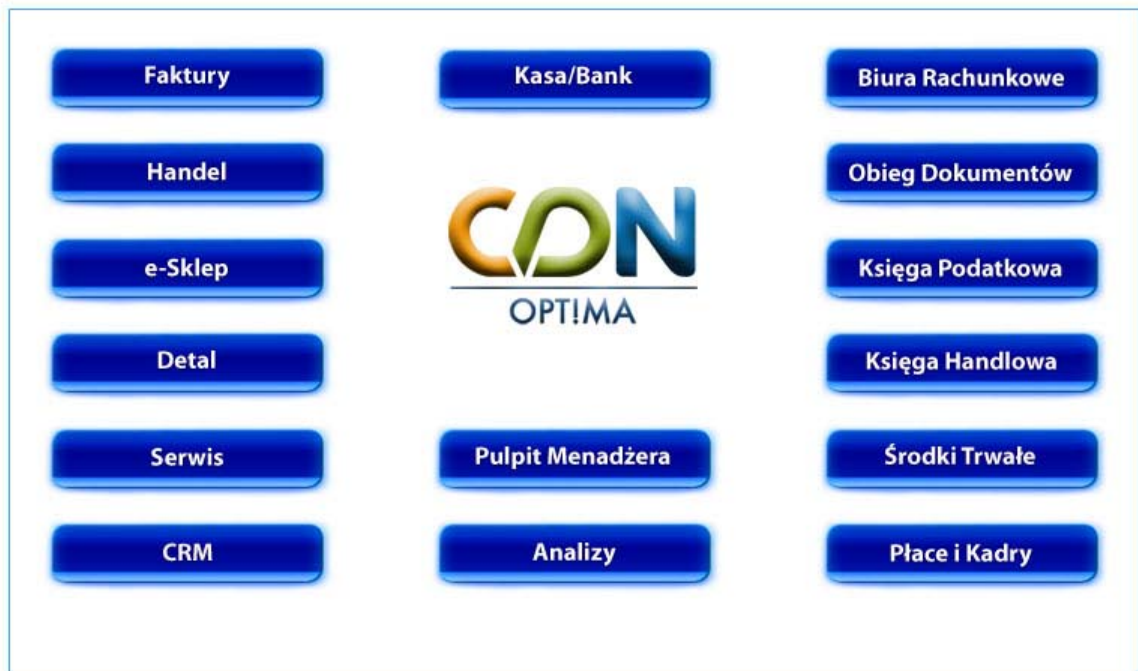 Faktury
Kasa/Bank
Biura Rachunkowe
Handel
Obieg Dokumentów
CDN
OPT!MA
e-Sklep
Księga Podatkowa
Detal
Księga Handlowa
Serwis
Pulpit Menadżera
Środki Trwałe
CRM
Analizy
Płace i Kadry